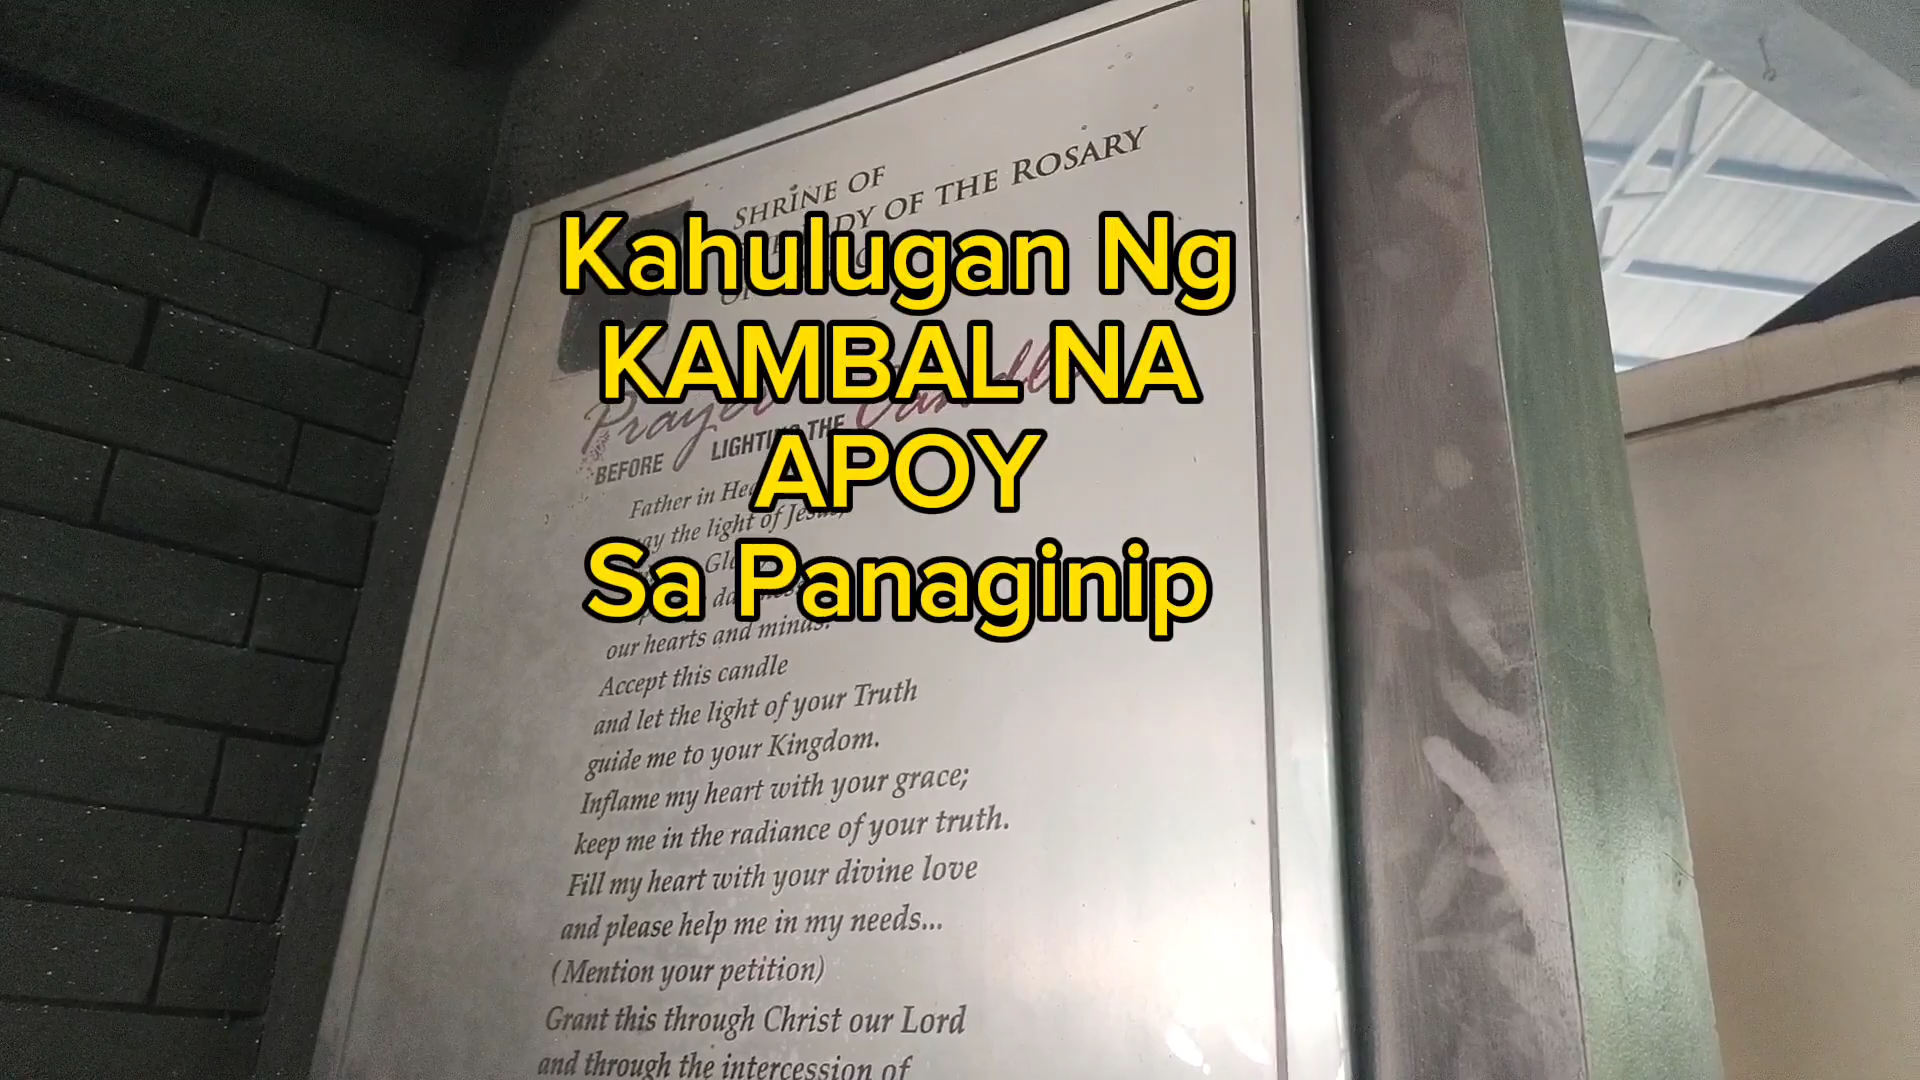 SHRINE OF
LADY OF THE ROSARY
Kahulugan Ng
KAMBAL NA
APOY
Sa Panaginip
Prayer
BEFORE LIGHTING THE
Father in
the light of
our hearts and minds.
Accept this candle
and let the light of your Truth
guide me to your Kingdom.
Inflame my heart with your grace;
keep me in the radiance of your truth.
Fill my heart with your divine love
and please help me in my needs...
(Mention your petition)
Grant this through Christ our Lord
and through the intercession of